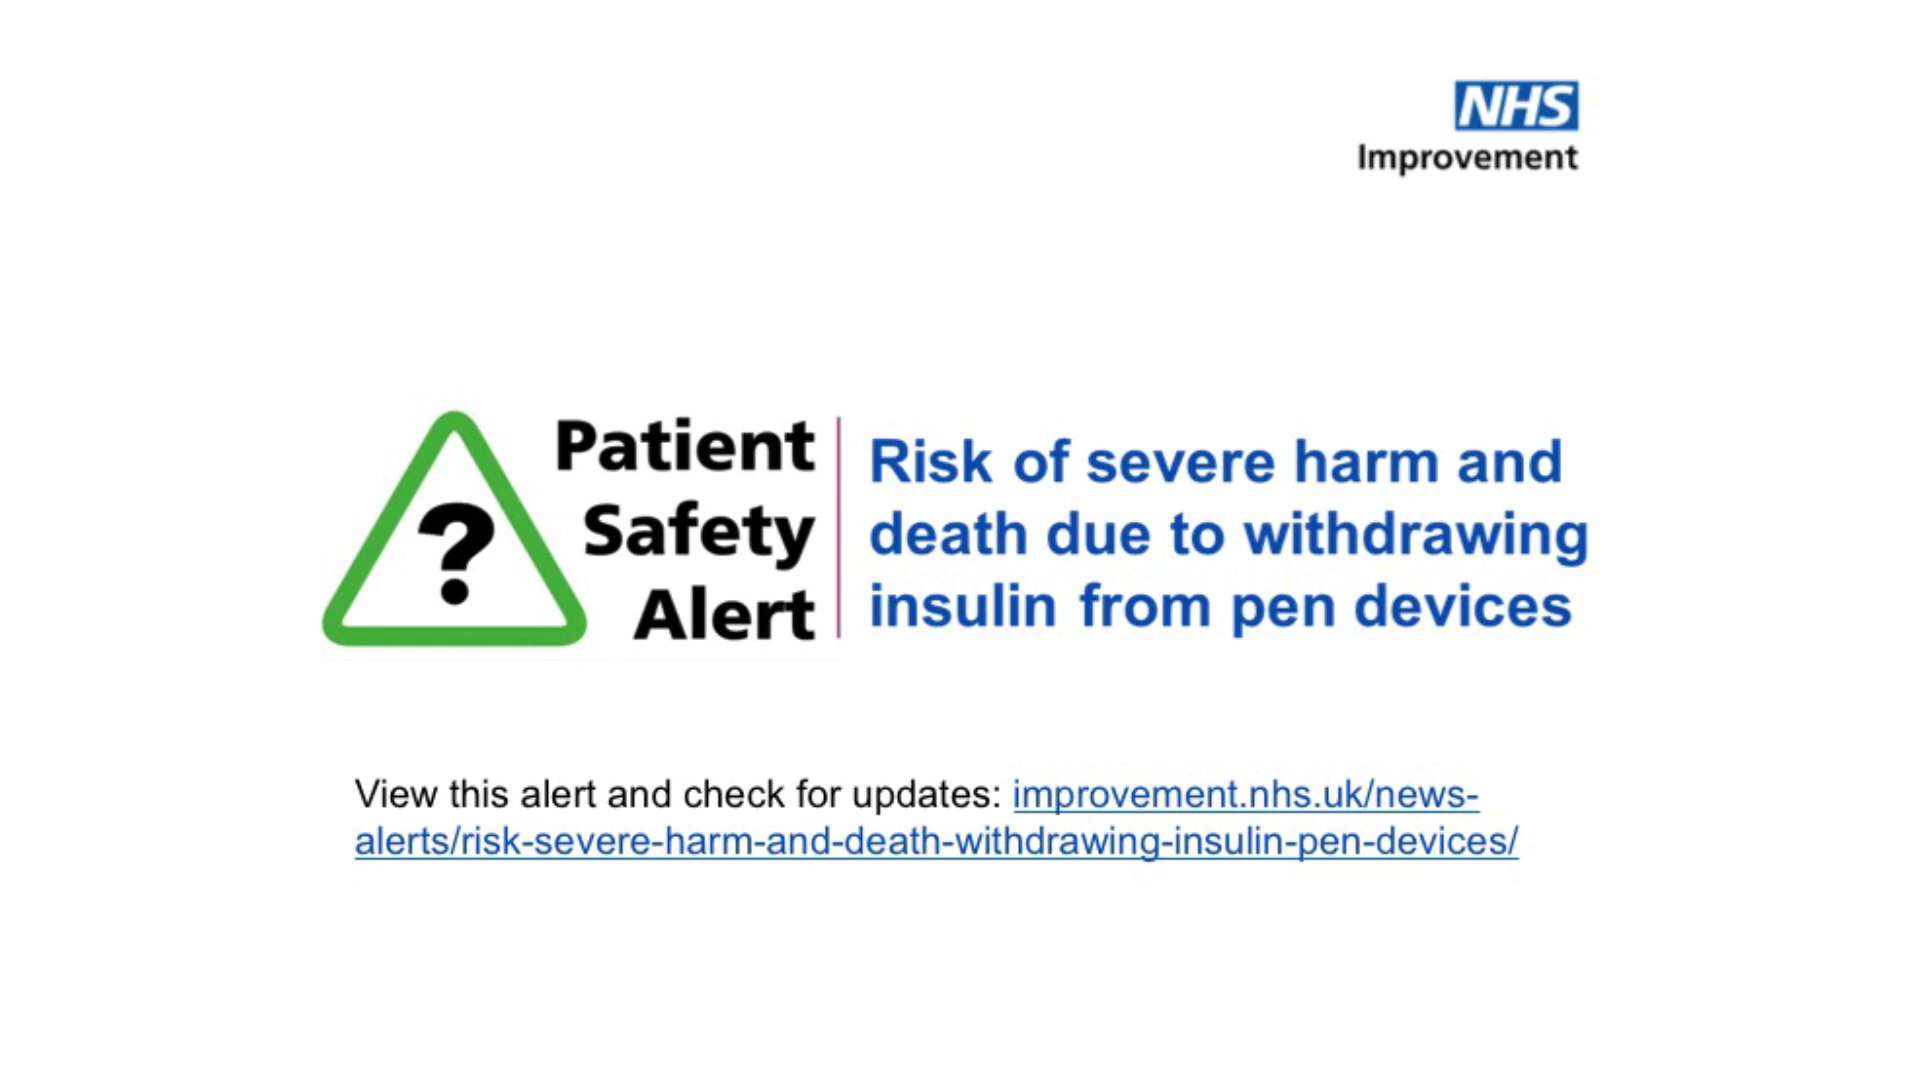 NHS
Improvement
?
Patient
Safety
Alert
Risk of severe harm and
death due to withdrawing
insulin from pen devices
View this alert and check for updates: improvement.nhs.uk/news-
alerts/risk-severe-harm-and-death-withdrawing-insulin-pen-devices/